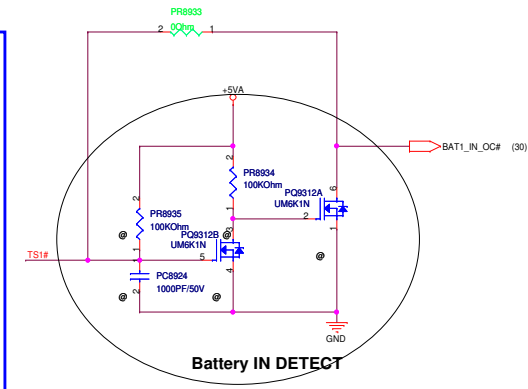 PR8933
2 0Ohm 1
+5VA
BAT1_IN_OC# (30)
2
PR8934
100KOhm
1
2
PR8935
100KOhm
1
PQ9312A
UM6K1N
6
2
1
@
@
PQ9312B
UM6K1N
@
3
5
4
TS1#
1
PC8924
1000PF/50V
2
@
@
GND
Battery IN DETECT